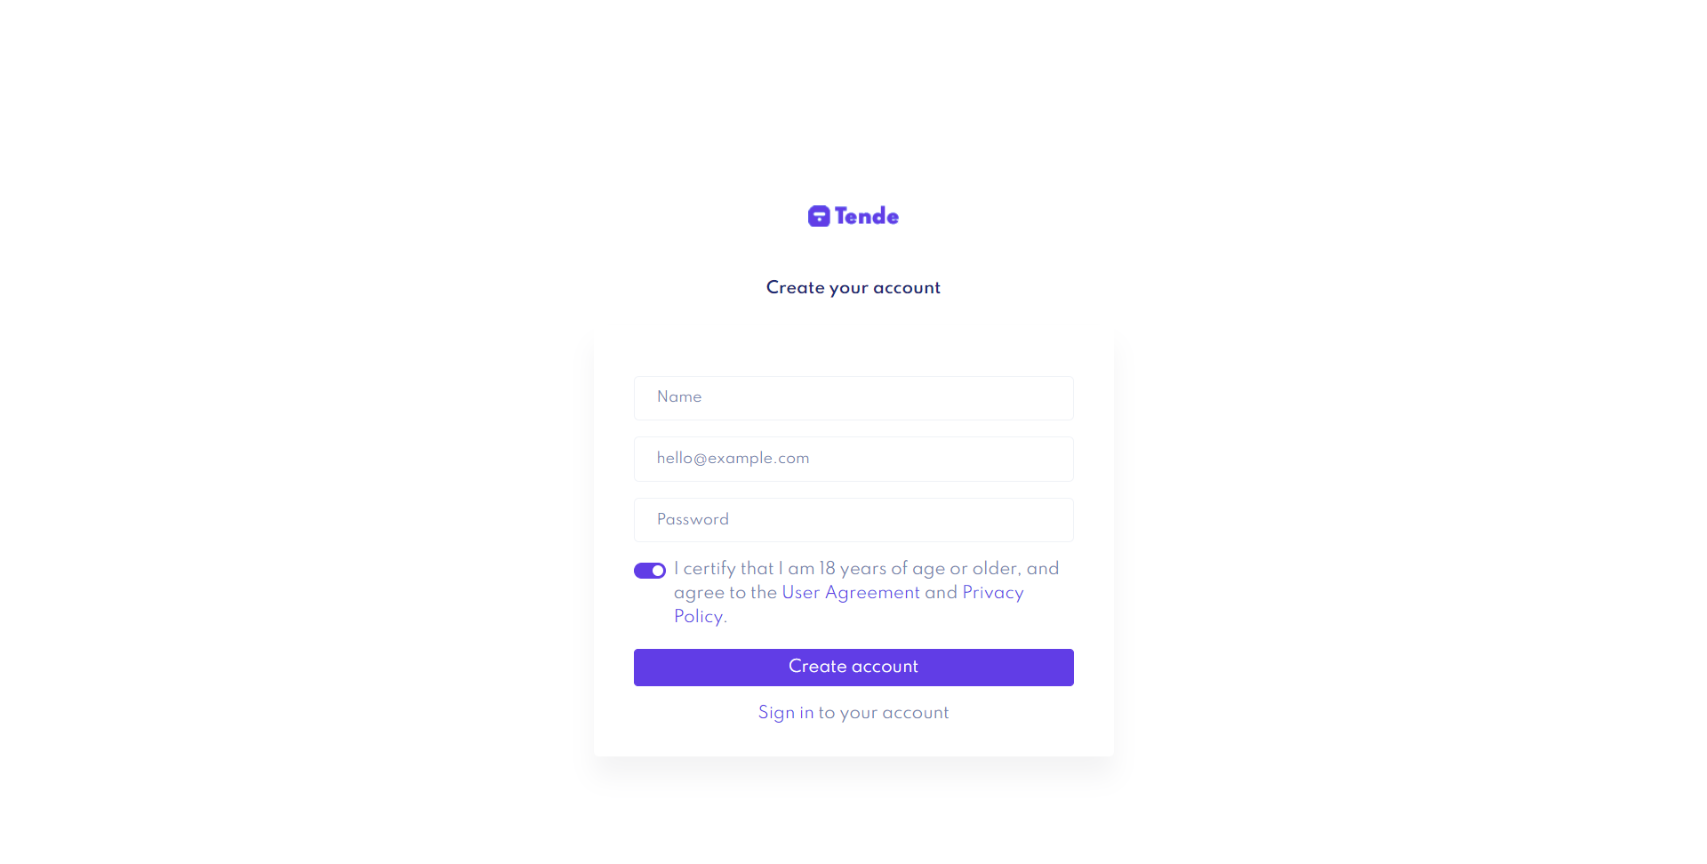 Tende
Create your account
Name
hello@example.com
Password
I certify that I am 18 years of age or older, and
agree to the User Agreement and Privacy
Policy.
Create account
Sign in to your account